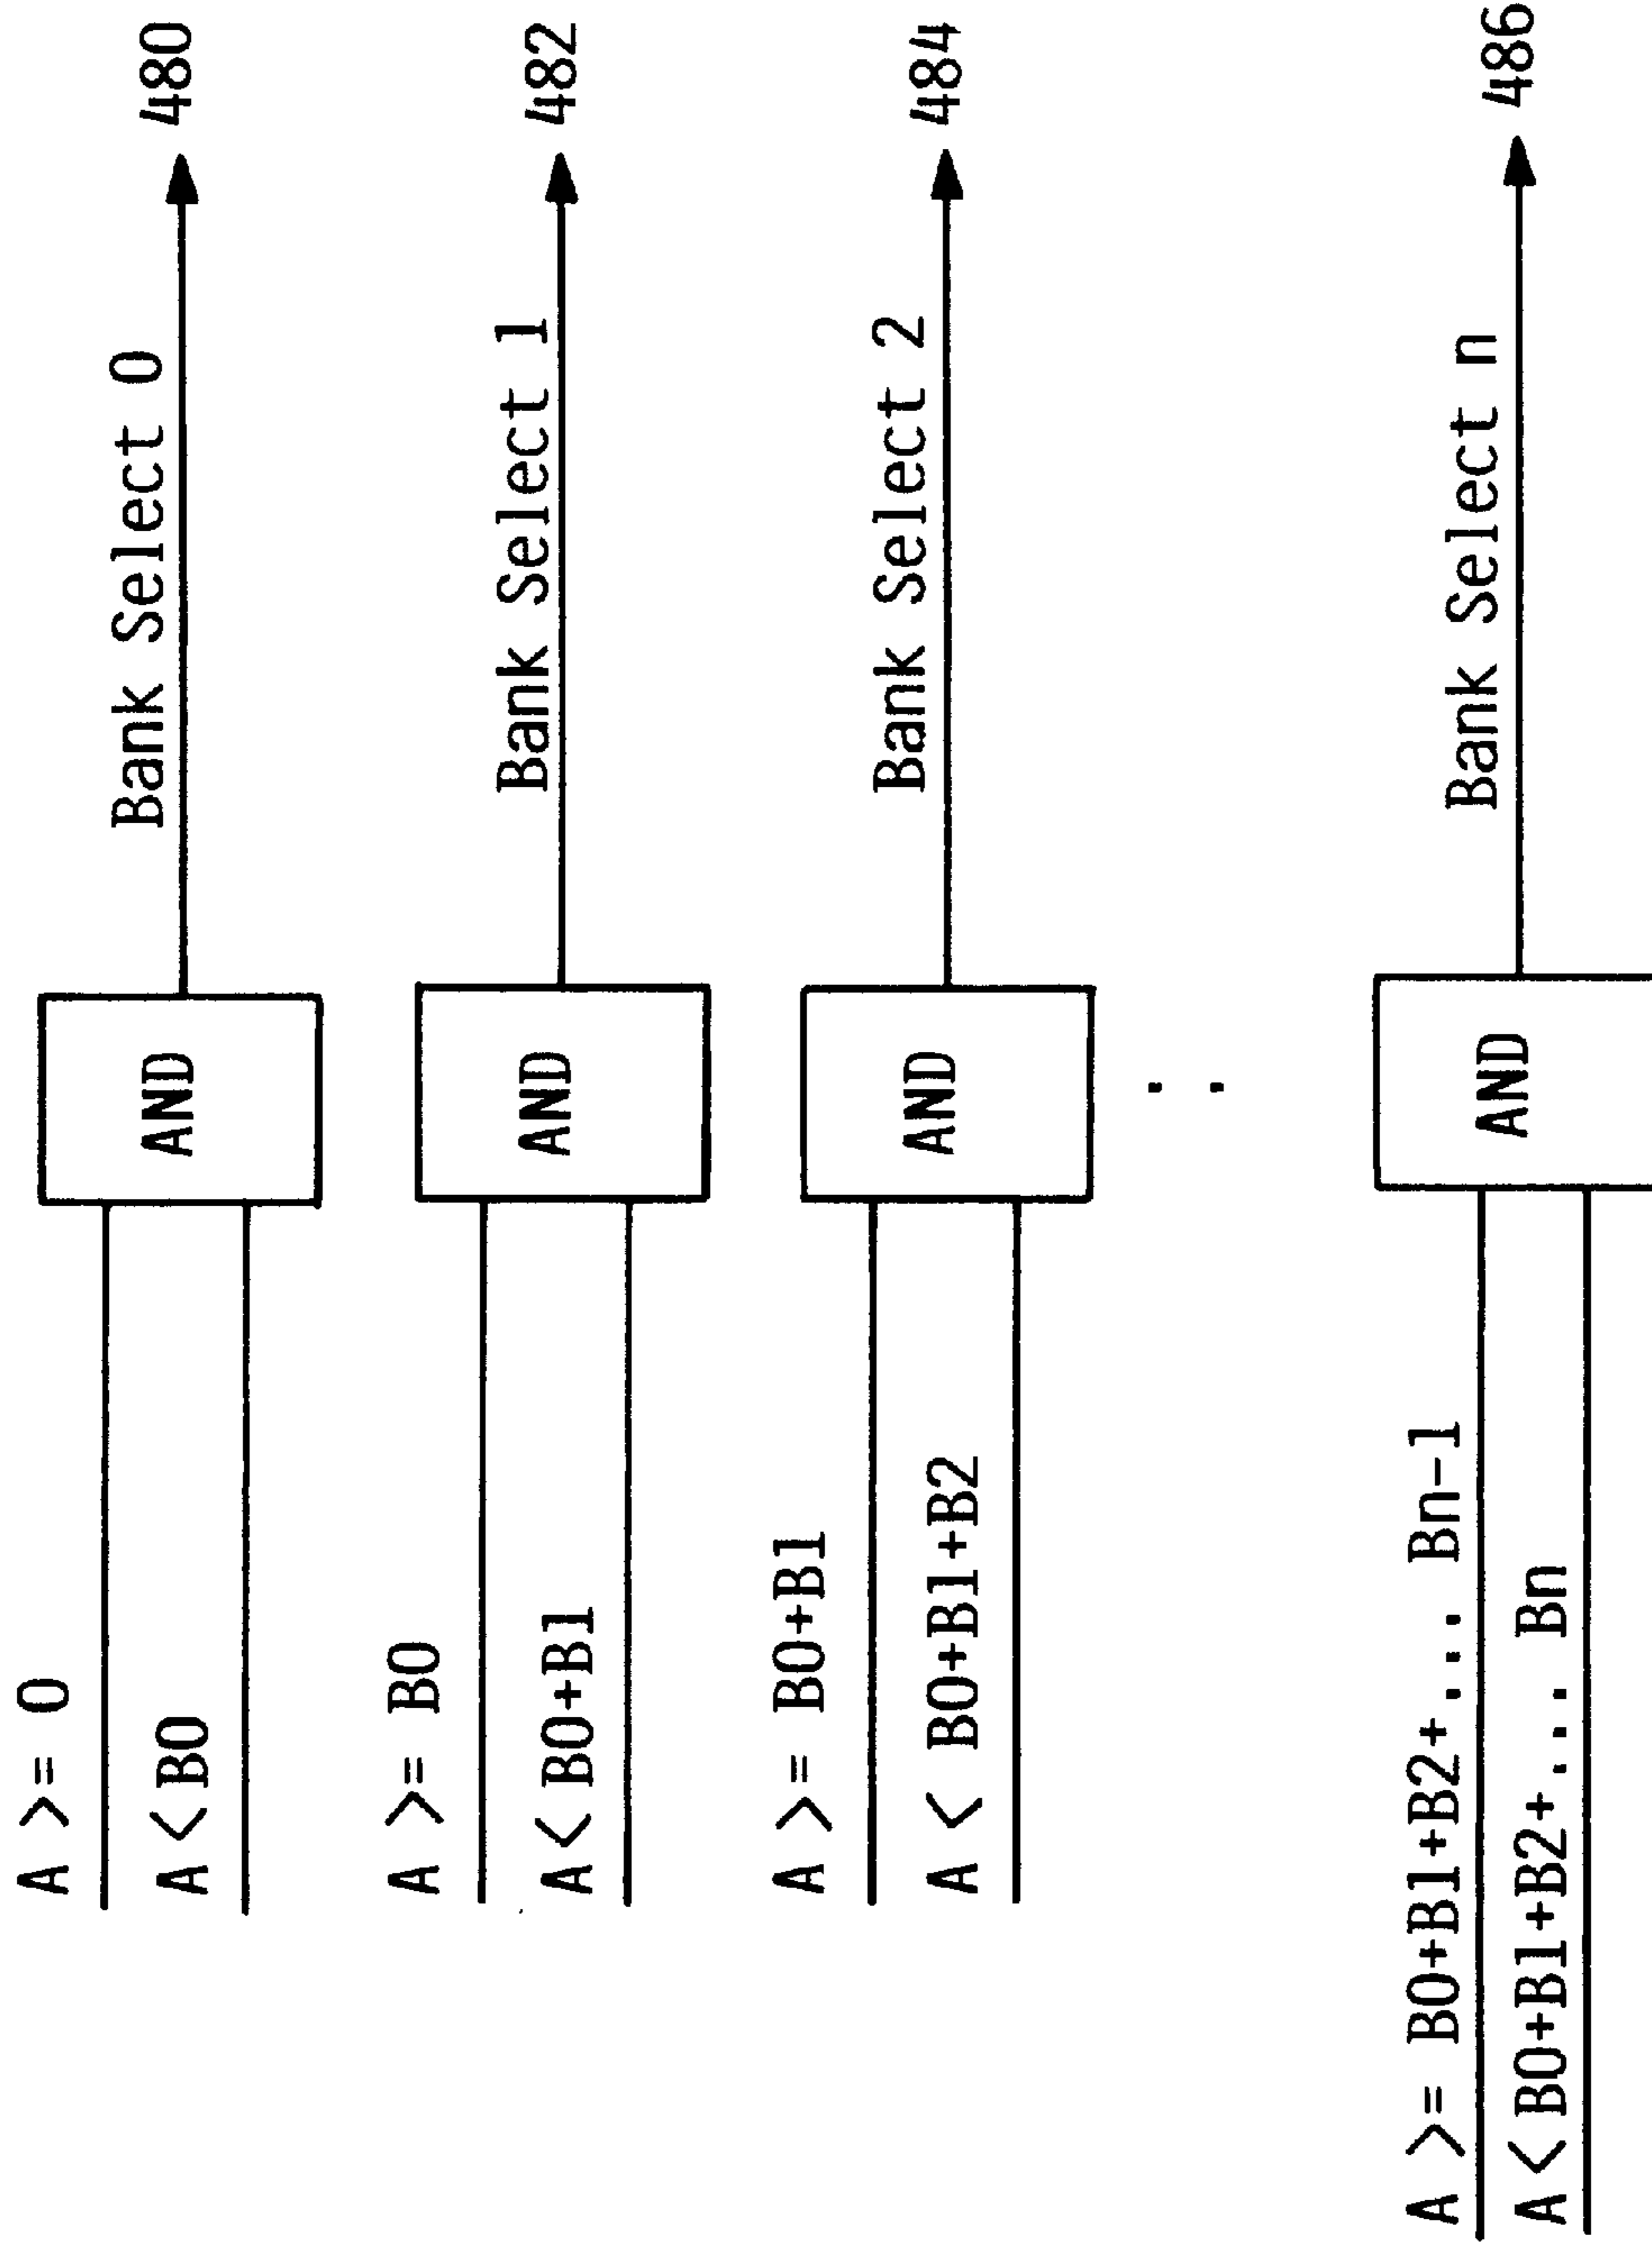 A >= 0
A < B0
AND
Bank Select 0
480
A >= B0
A < B0+B1
AND
Bank Select 1
482
A >= B0+B1
A < B0+B1+B2
AND
Bank Select 2
484
A >= B0+B1+B2+... Bn-1
A < B0+B1+B2+... Bn
AND
Bank Select n
486